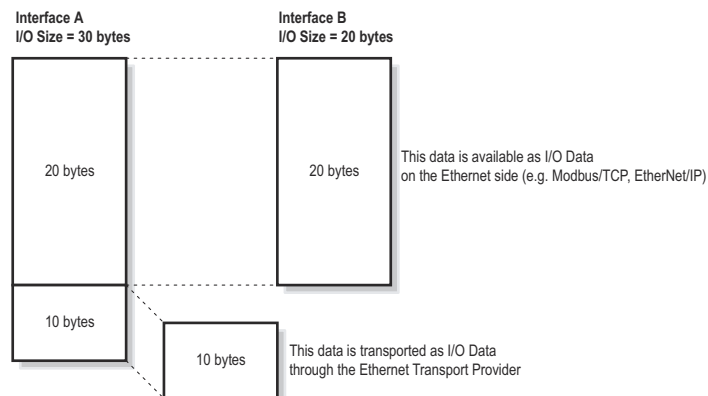 Interface A
I/O Size = 30 bytes
Interface B
I/O Size = 20 bytes
20 bytes
20 bytes
This data is available as I/O Data
on the Ethernet side (e.g. Modbus/TCP, EtherNet/IP)
10 bytes
10 bytes
This data is transported as I/O Data
through the Ethernet Transport Provider